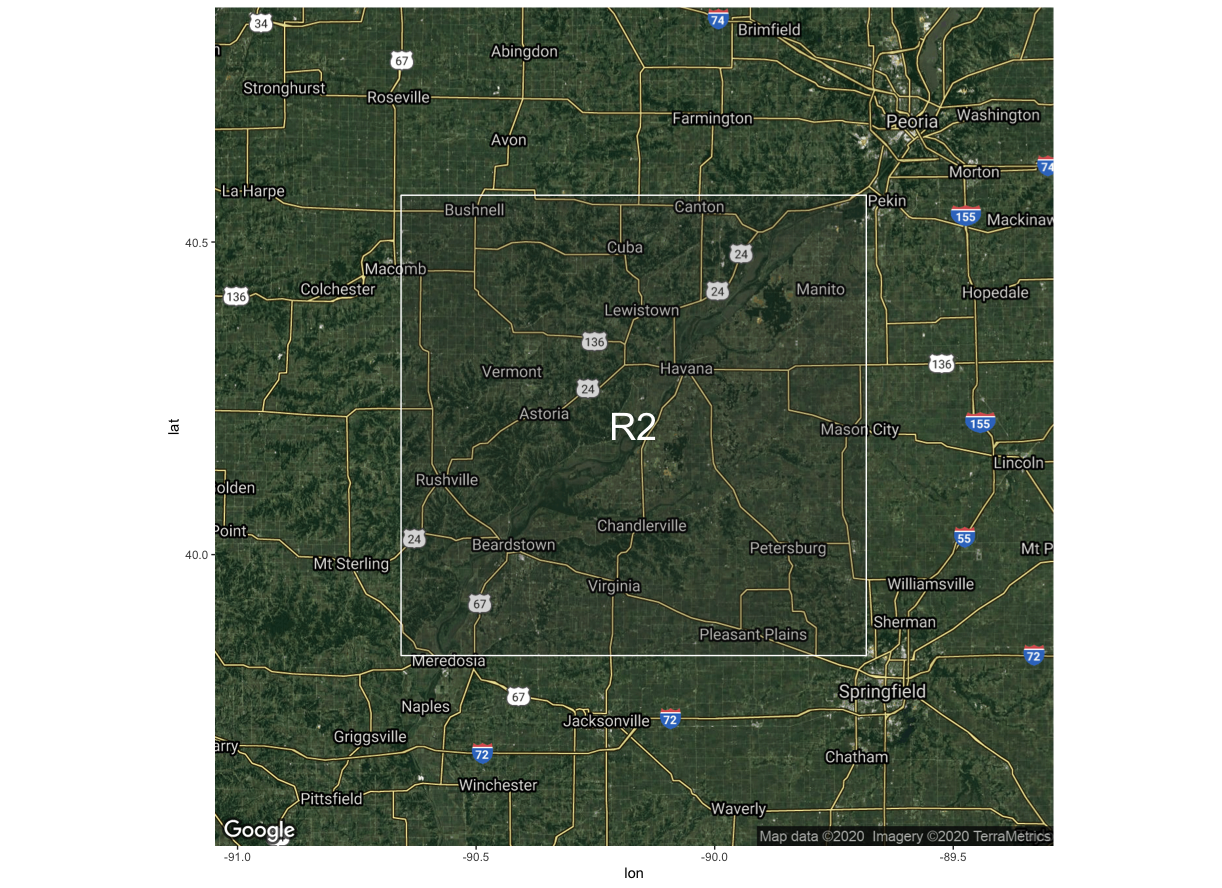 34
74
Brimfield
Abingdon
67
Stronghurst
Roseville
Farmington
Peoria
Washington
Avon
74
Morton
La Harpe
Pekin
Bushnell
Canton
155
Mackinaw
40.5
Cuba
24
Macomb
136
Colchester
24
Manito
Hopedale
Lewistown
136
136
Vermont
Havana
24
Astoria
R2
lat
155
Mason City
Lincoln
Rushville
olden
Point
24
Chandlerville
55
Beardstown
Petersburg
Mt P
40.0
Mt Sterling
Virginia
Williamsville
67
Sherman
Pleasant Plains
Meredosia
72
Springfield
67
Naples
Jacksonville
72
Griggsville
arry
72
Chatham
Winchester
Pittsfield
Waverly
Google
Map data ©2020 Imagery ©2020 TerraMetrics
-91.0
-90.5
-90.0
-89.5
lon